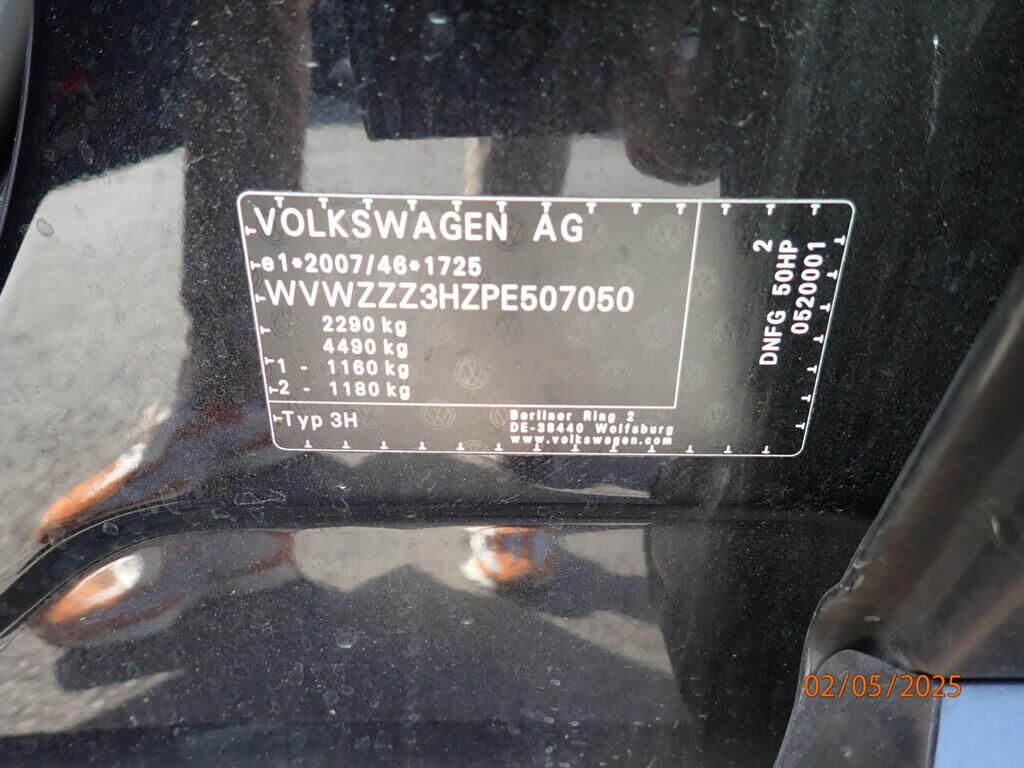 VOLKSWAGEN AG
e1*2007/46*1725
WVWZZZ3HZPE507050
2290 kg
4490 kg
1 - 1160 kg
2 - 1180 kg
Typ 3H
Berliner Ring 2
DE-38440 Wolfsburg
www.volkswagen.com
2
DNFG 50HP
0520001
02/05/2025